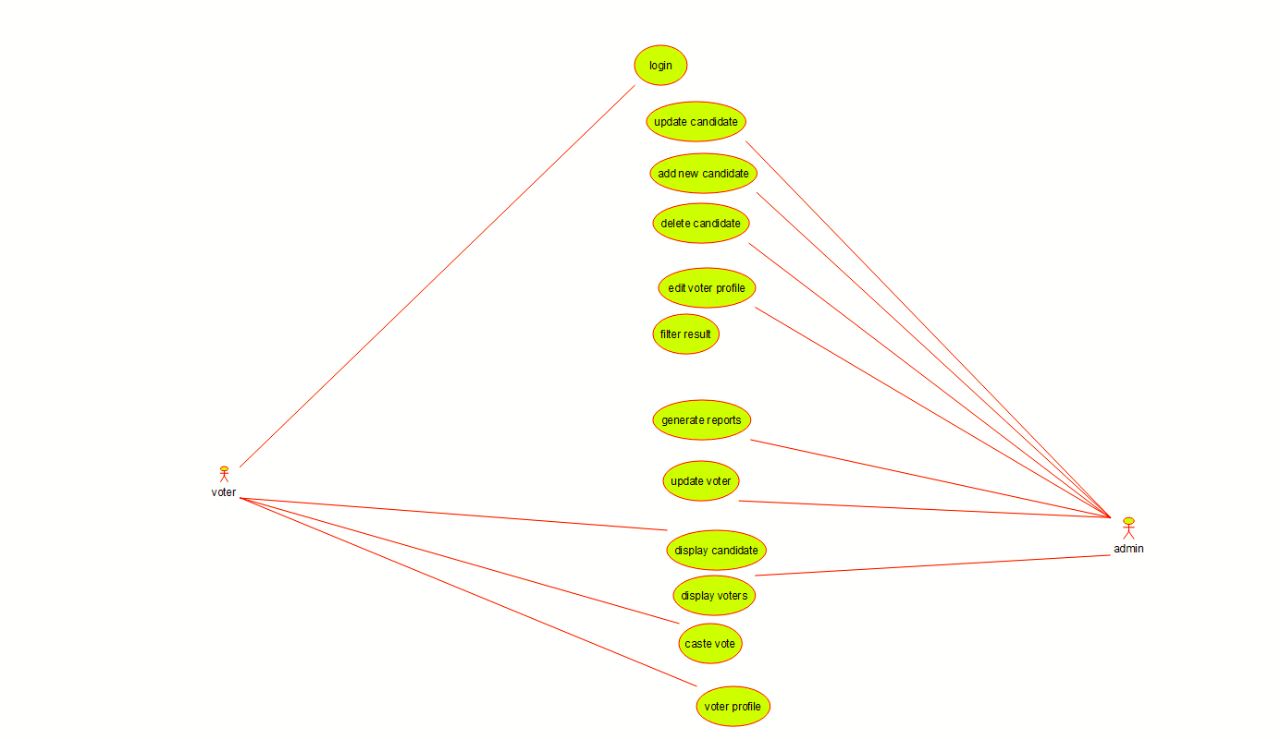 login
update candidate
add new candidate
delete candidate
edit voter profile
filter result
generate reports
update voter
voter
display candidate
admin
display voters
caste vote
voter profile